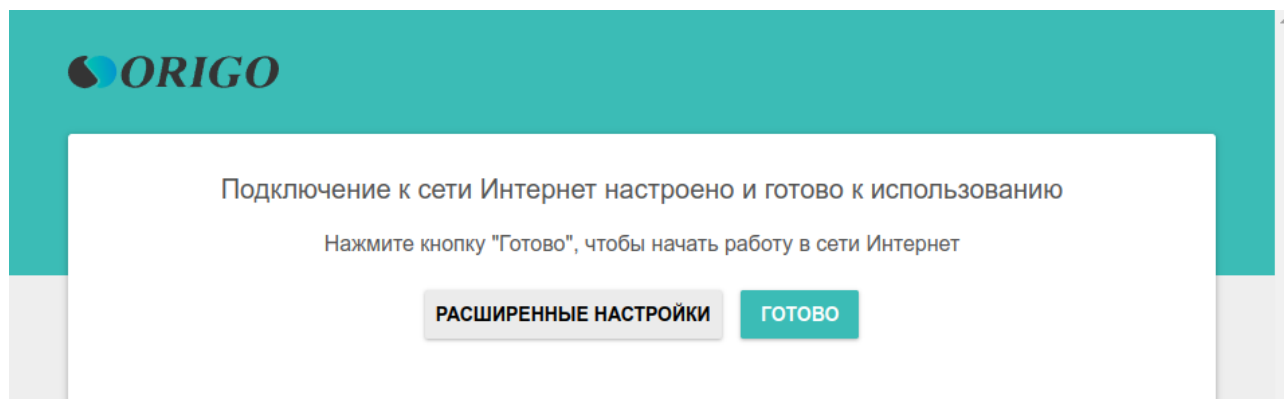 ORIGO
Подключение к сети Интернет настроено и готово к использованию
Нажмите кнопку "Готово", чтобы начать работу в сети Интернет
РАСШИРЕННЫЕ НАСТРОЙКИ ГОТОВО